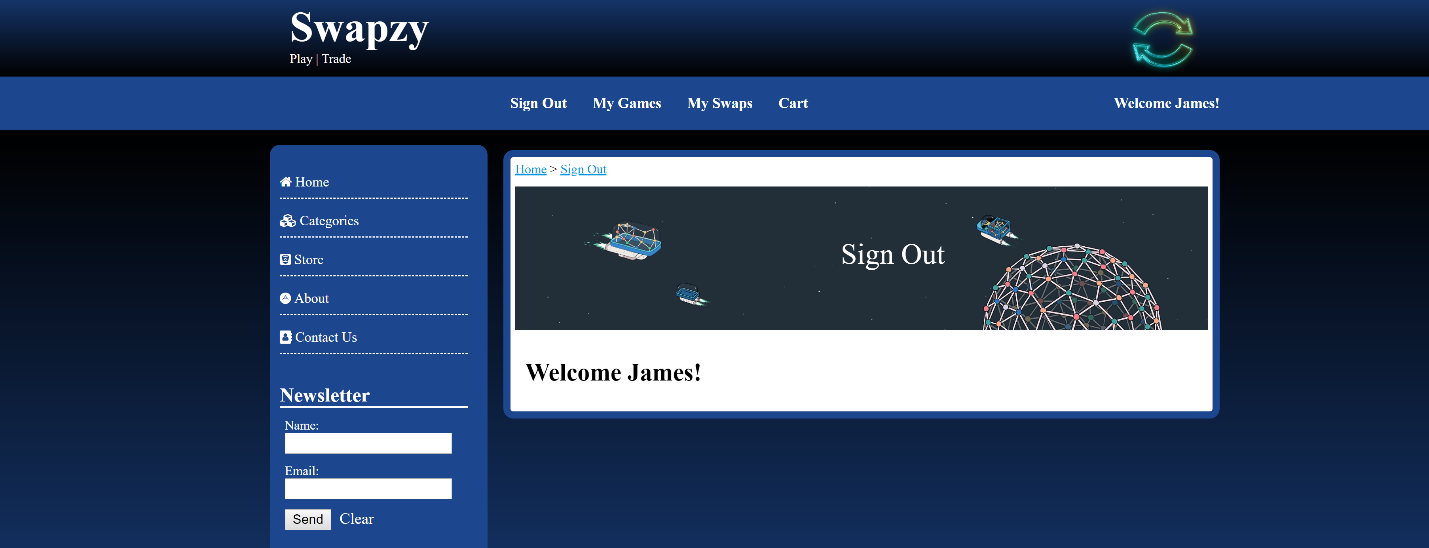 Swapzy
Play | Trade
Sign Out My Games My Swaps Cart Welcome James!
Home
Categories
Store
About
Contact Us
Newsletter
Name:
Email:
Send Clear
Home > Sign Out
Sign Out
Welcome James!